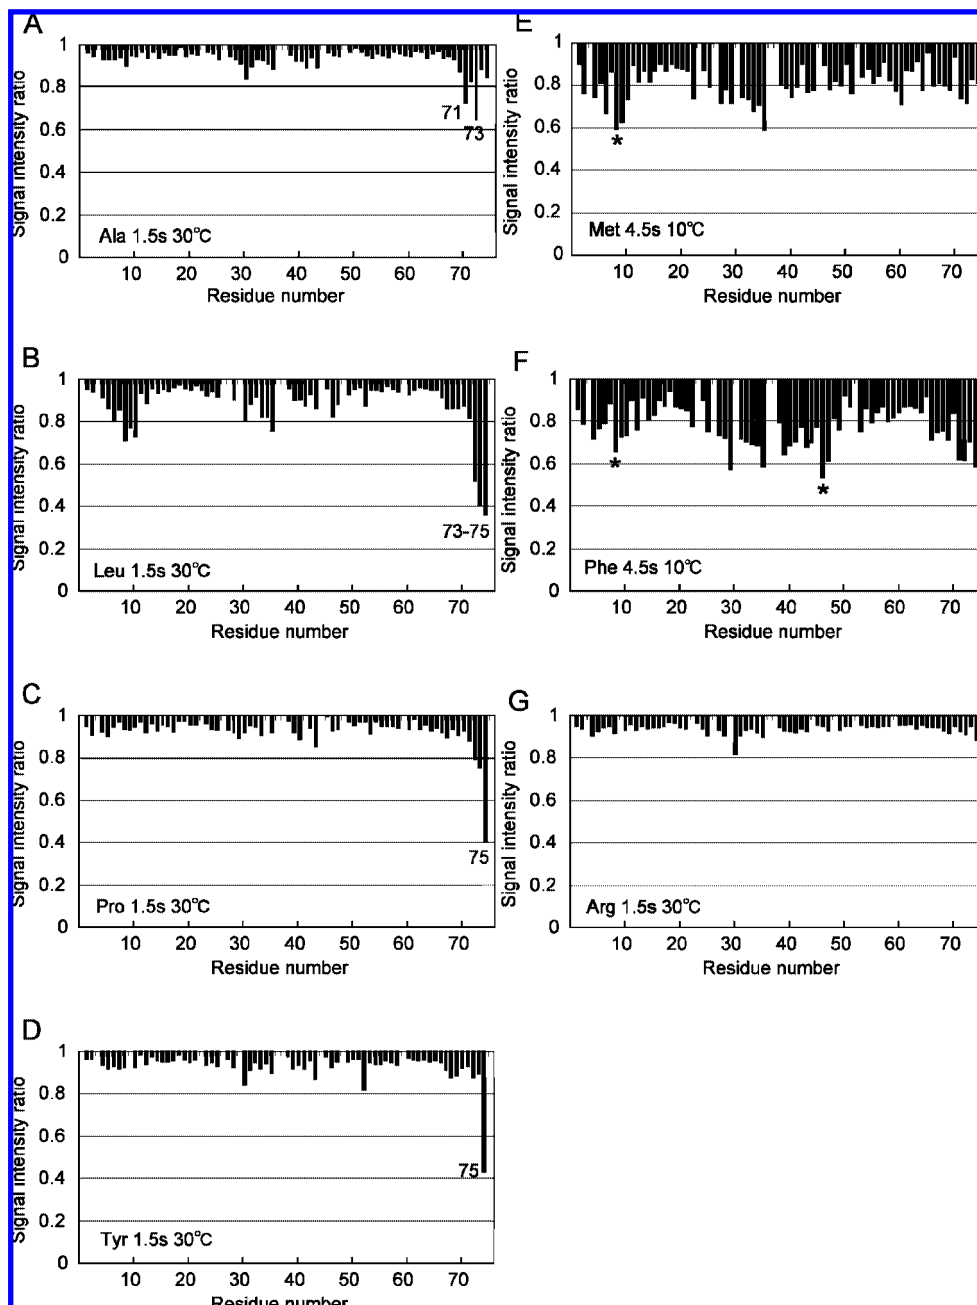 A
Signal intensity ratio
1
0.8
0.6
0.4
0.2
0
71
73
Ala 1.5s 30℃
10 20 30 40 50 60 70
Residue number
B
Signal intensity ratio
1
0.8
0.6
0.4
0.2
0
73-75
Leu 1.5s 30℃
10 20 30 40 50 60 70
Residue number
C
Signal intensity ratio
1
0.8
0.6
0.4
0.2
0
75
Pro 1.5s 30℃
10 20 30 40 50 60 70
Residue number
D
Signal intensity ratio
1
0.8
0.6
0.4
0.2
0
75
Tyr 1.5s 30℃
10 20 30 40 50 60 70
Residue number
E
Signal intensity ratio
1
0.8
0.6
0.4
0.2
0
*
Met 4.5s 10℃
10 20 30 40 50 60 70
Residue number
F
Signal intensity ratio
1
0.8
0.6
0.4
0.2
0
*
*
Phe 4.5s 10℃
10 20 30 40 50 60 70
Residue number
G
Signal intensity ratio
1
0.8
0.6
0.4
0.2
0
Arg 1.5s 30℃
10 20 30 40 50 60 70
Residue number